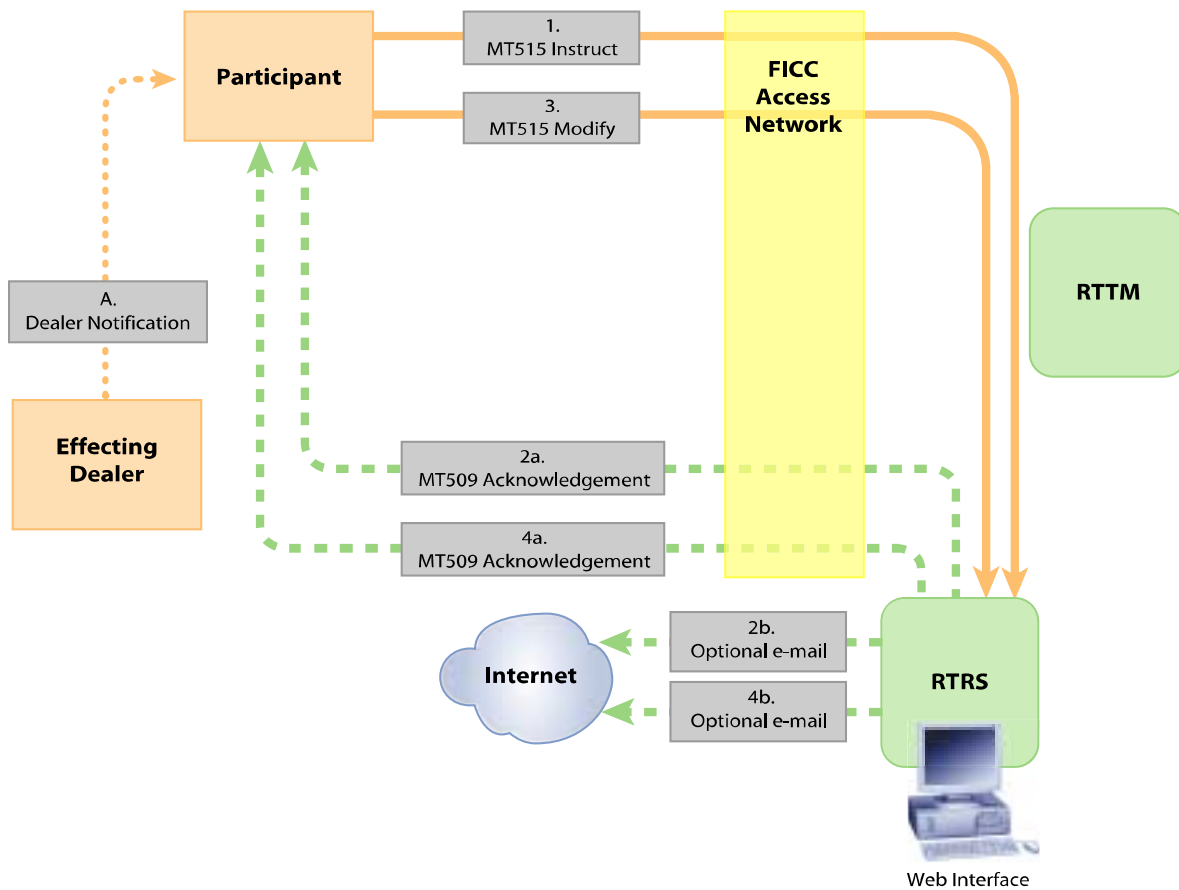 1.
MT515 Instruct
Participant
FICC
Access
Network
3.
MT515 Modify
RTTM
A.
Dealer Notification
Effecting
Dealer
2a.
MT509 Acknowledgement
4a.
MT509 Acknowledgement
2b.
Optional e-mail
Internet
RTRS
4b.
Optional e-mail
Web Interface